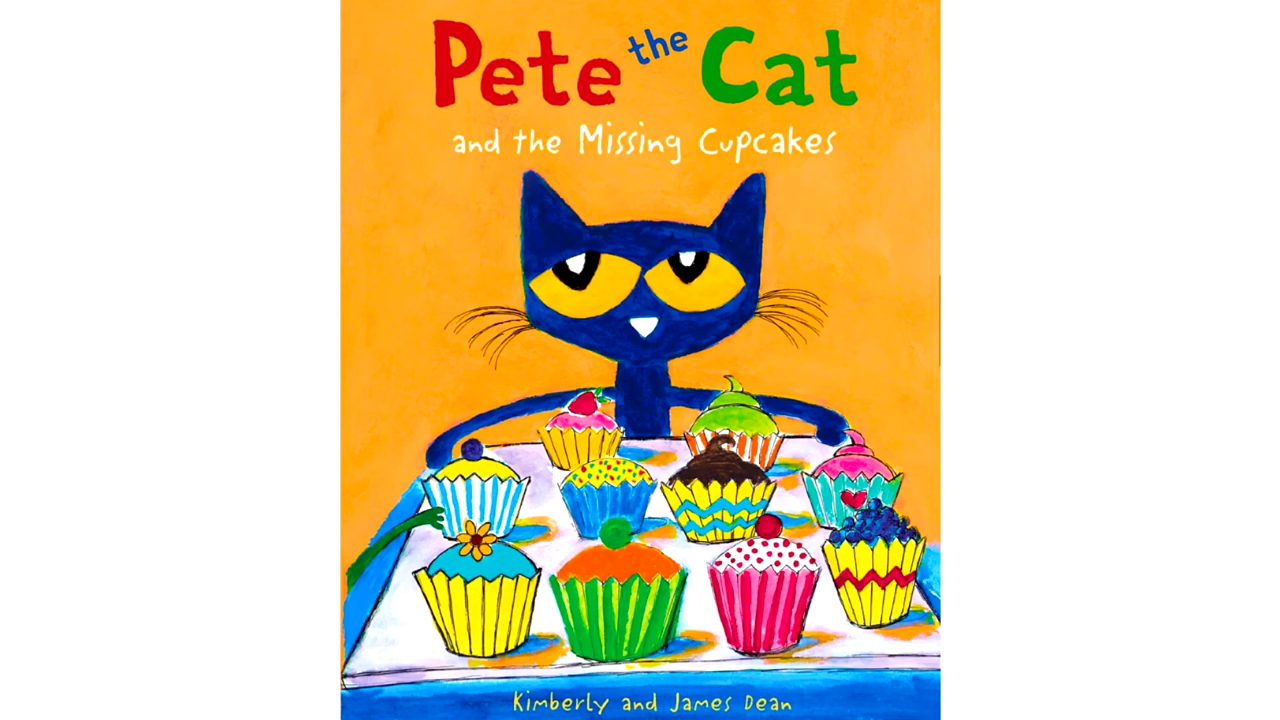 Pete the Cat
and the Missing Cupcakes
Kimberly and James Dean